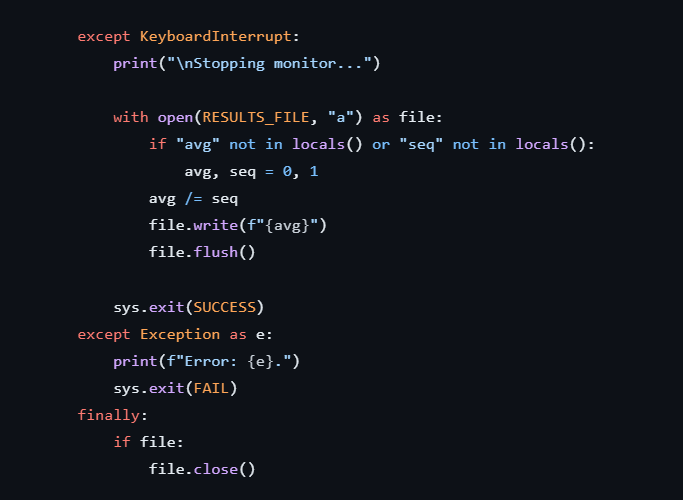 except KeyboardInterrupt:
print("\nStopping monitor...")
with open(RESULTS_FILE, "a") as file:
if "avg" not in locals() or "seq" not in locals():
avg, seq = 0, 1
avg /= seq
file.write(f"{avg}")
file.flush()
sys.exit(SUCCESS)
except Exception as e:
print(f"Error: {e}.")
sys.exit(FAIL)
finally:
if file:
file.close()